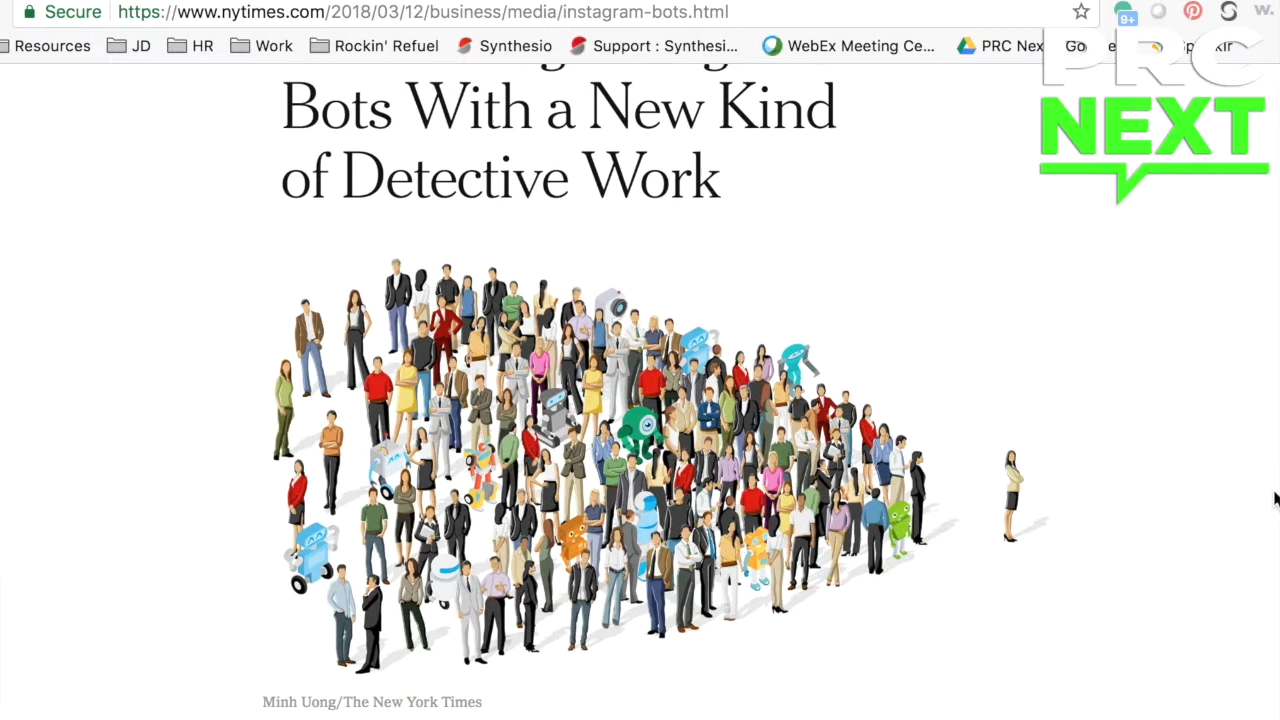 Secure https://www.nytimes.com/2018/03/12/business/media/instagram-bots.html 9+ W.
Resources JD HR Work Rockin' Refuel Synthesio Support : Synthesi... WebEx Meeting Ce... PRC Nex
PRC
NEXT
Bots With a New Kind
of Detective Work
Minh Uong/The New York Times